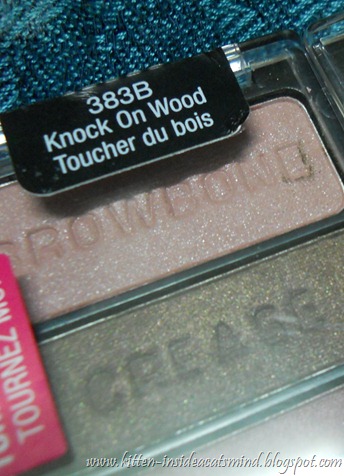 383B
Knock On Wood
Toucher du bois
BROWBONE
CREASE
TOURNEZ
www.kitten-insideacatsmind.blogspot.com